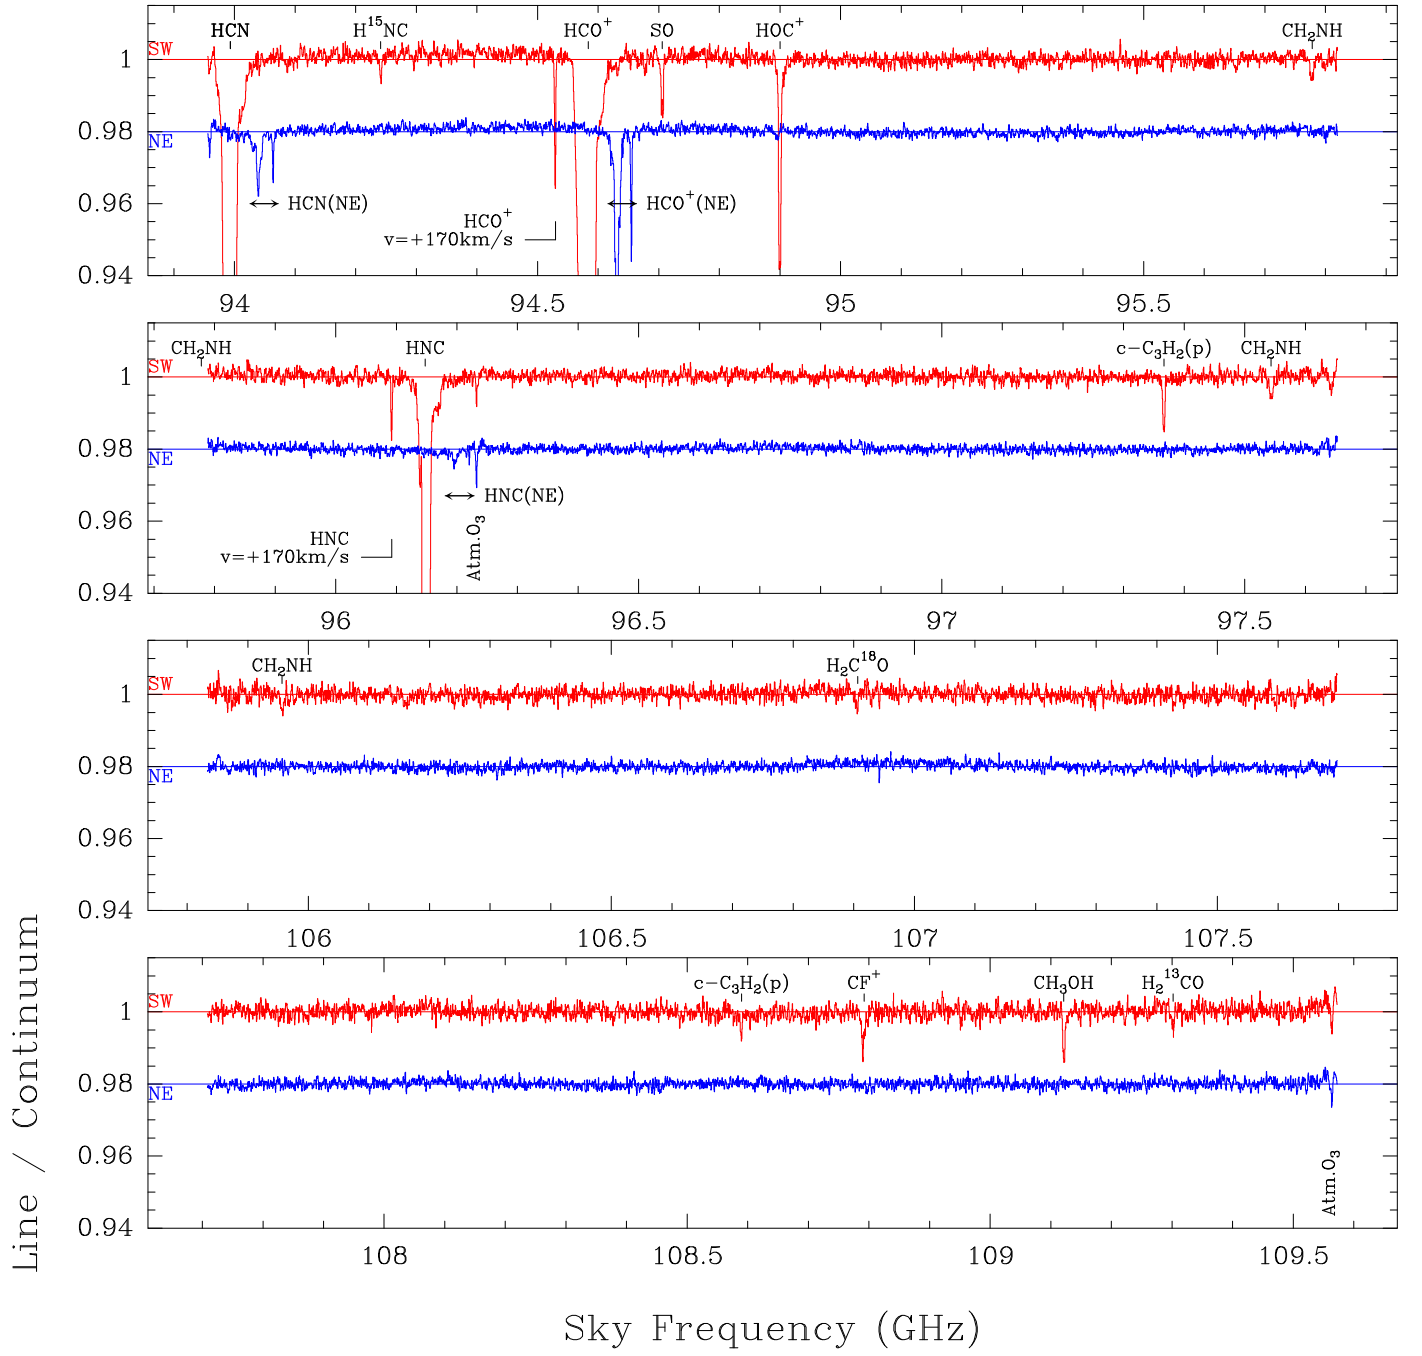 HCN H¹⁵NC HCO⁺ SO HOC⁺ CH₂NH
SW
1
0.98
NE
0.96
0.94
HCN(NE)
HCO⁺
v=+170km/s
HCO⁺(NE)
94 94.5 95 95.5
CH₂NH HNC c-C₃H₂(p) CH₂NH
SW
1
0.98
NE
0.96
0.94
HNC(NE)
HNC
v=+170km/s
Atm.O₃
96 96.5 97 97.5
CH₂NH H₂C¹⁸O
SW
1
0.98
NE
0.96
0.94
106 106.5 107 107.5
c-C₃H₂(p) CF⁺ CH₃OH H₂¹³CO
SW
1
0.98
NE
0.96
0.94
Atm.O₃
108 108.5 109 109.5
Line / Continuum
Sky Frequency (GHz)